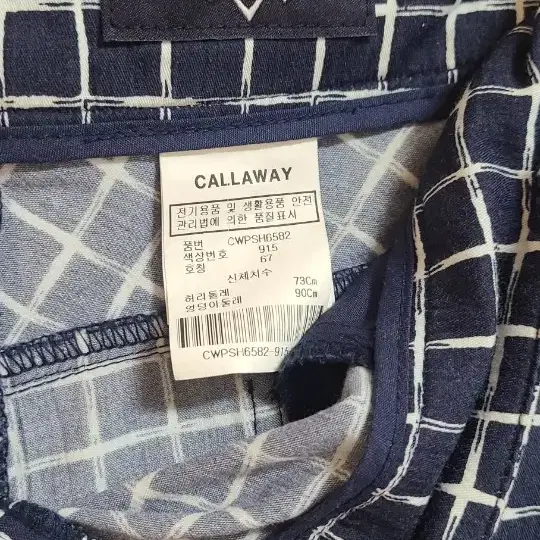 CALLAWAY
전기용품 및 생활용품 안전
관리법에 의한 품질표시
품번 CWPSH6582
색상번호 915
호칭 67
신체치수
허리둘레 73Cm
엉덩이둘레 90Cm
CWPSH6582-915